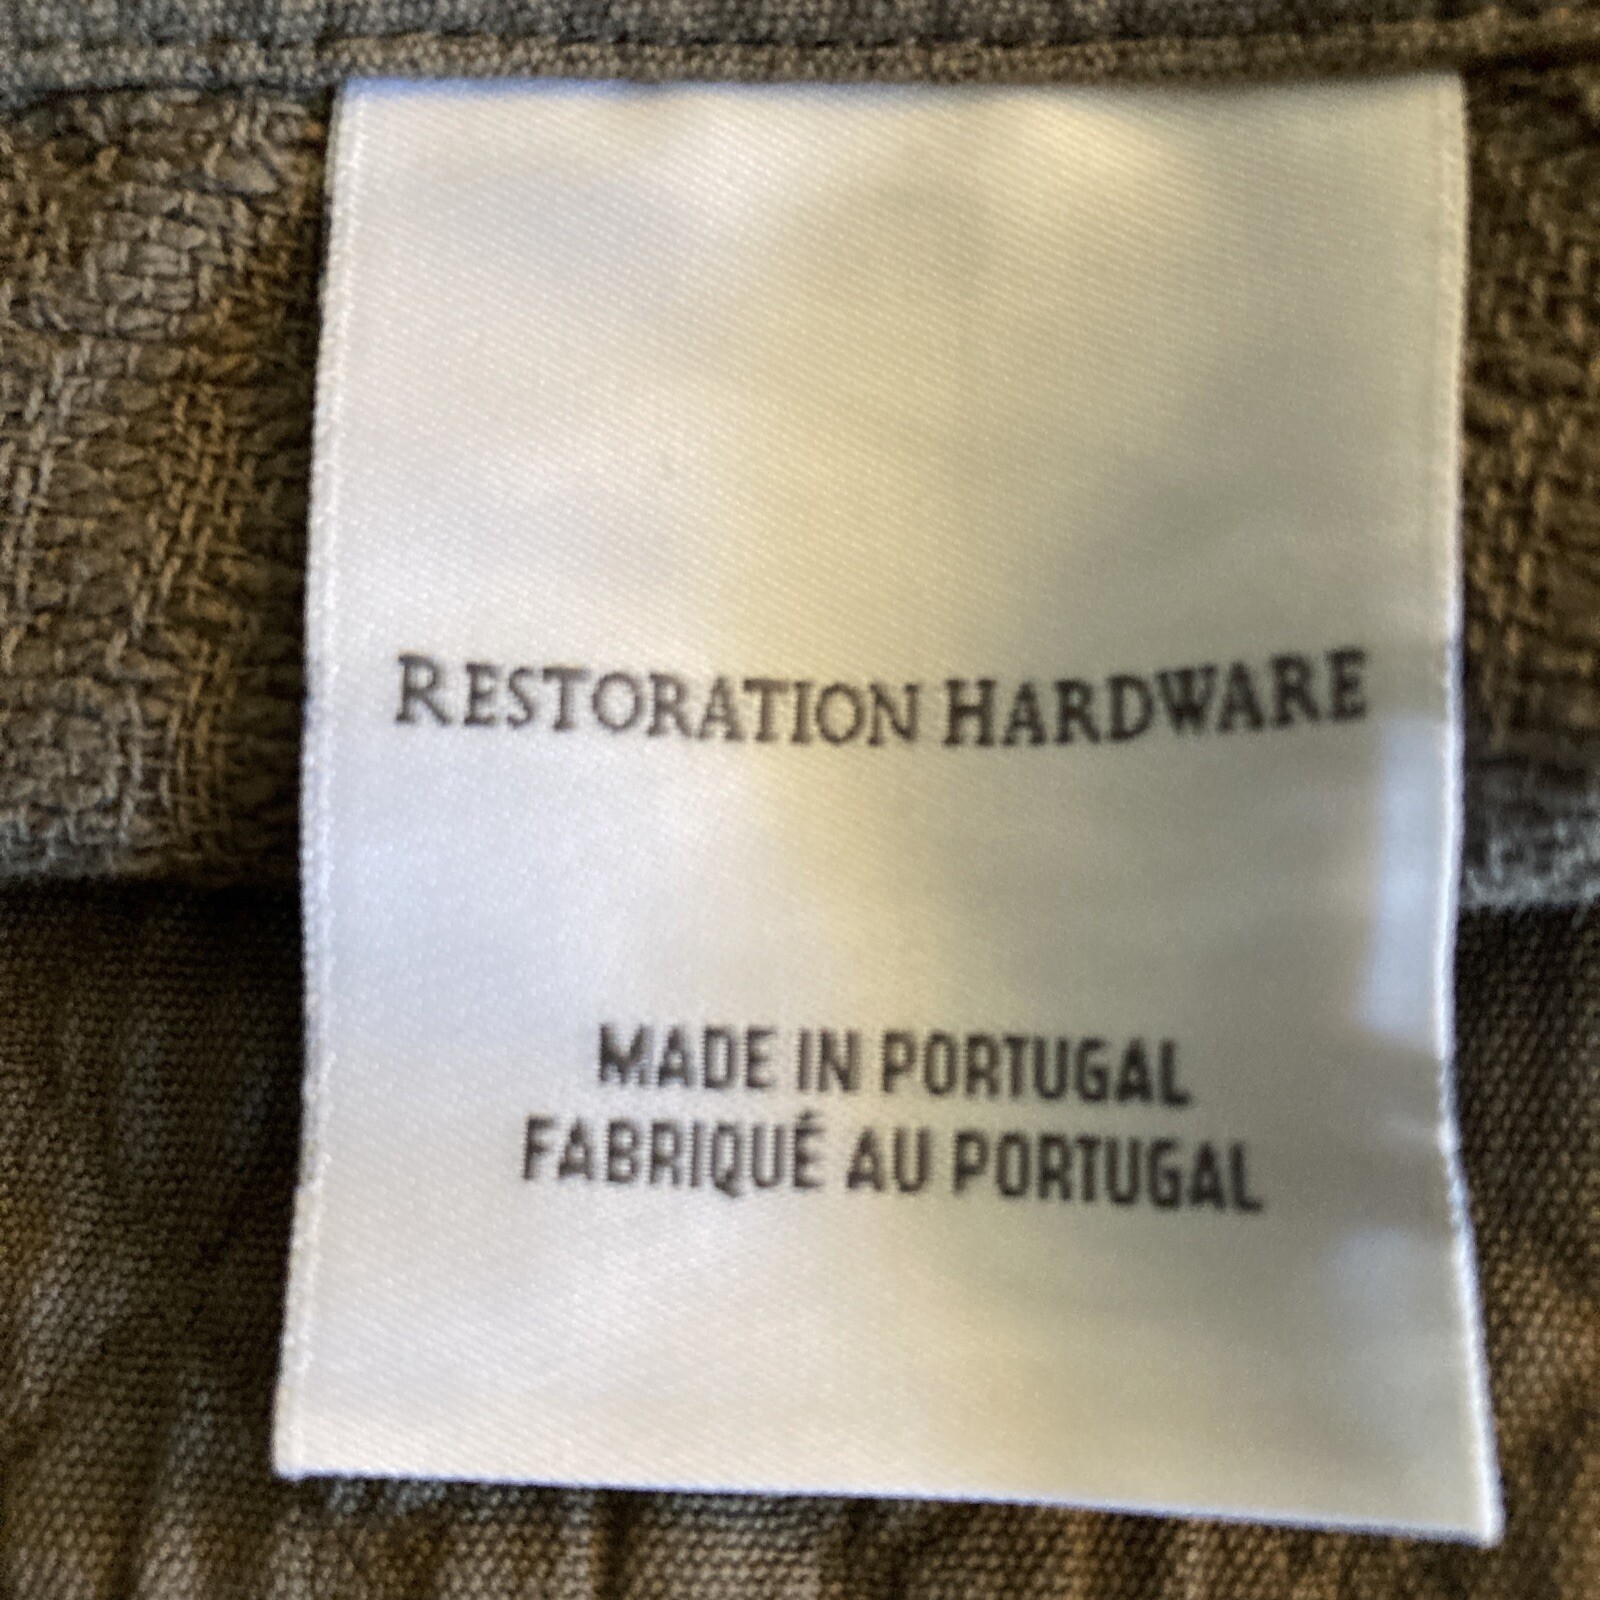 RESTORATION HARDWARE
MADE IN PORTUGAL
FABRIQUÉ AU PORTUGAL